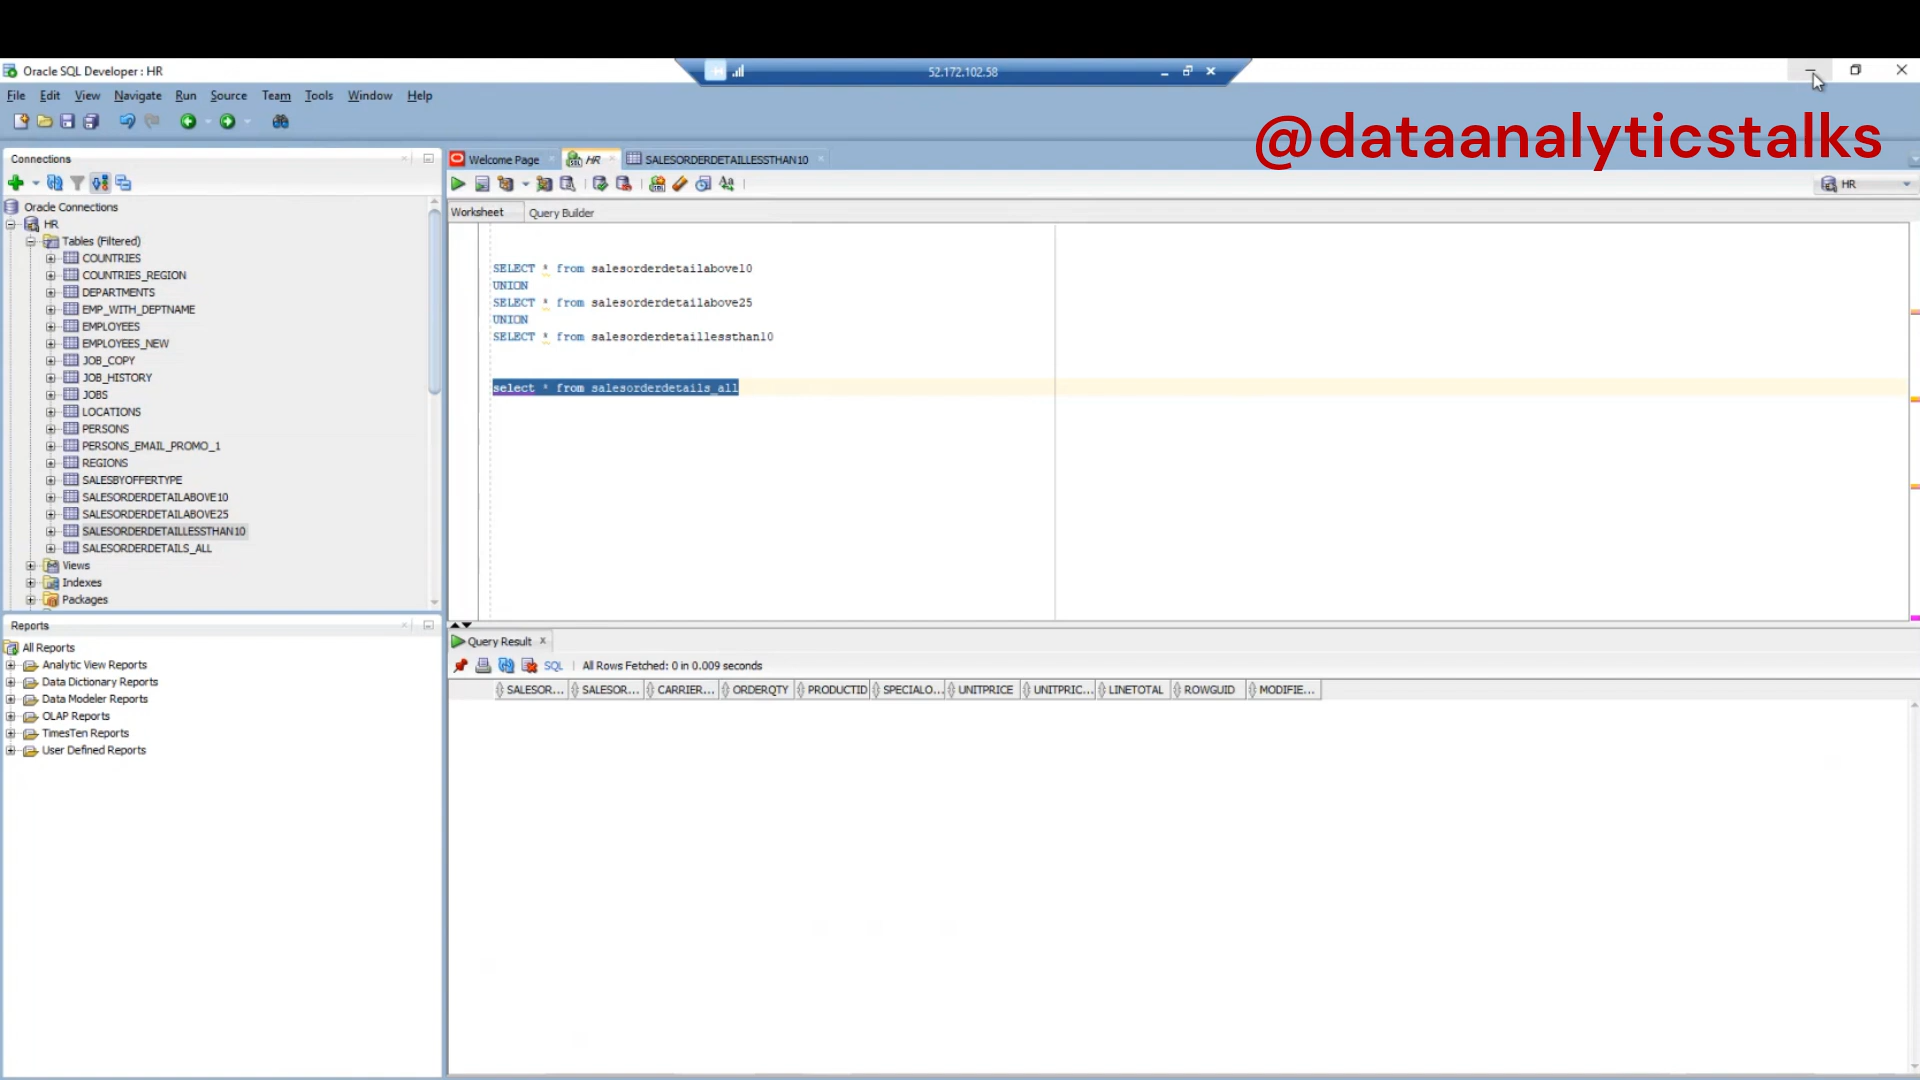 Oracle SQL Developer : HR
52.172.102.58
File Edit View Navigate Run Source Team Tools Window Help
@dataanalyticstalks
Connections
Welcome Page
HR
SALESORDERDETAILLESSTHAN10
HR
Worksheet
Query Builder
SQL
Oracle Connections
HR
Tables (Filtered)
COUNTRIES
COUNTRIES_REGION
DEPARTMENTS
EMP_WITH_DEPTNAME
EMPLOYEES
EMPLOYEES_NEW
JOB_COPY
JOB_HISTORY
JOBS
LOCATIONS
PERSONS
PERSONS_EMAIL_PROMO_1
REGIONS
SALESBYOFFERTYPE
SALESORDERDETAILABOVE10
SALESORDERDETAILABOVE25
SALESORDERDETAILLESSTHAN10
SALESORDERDETAILS_ALL
Views
Indexes
Packages
SELECT * from salesorderdetailabove10
UNION
SELECT * from salesorderdetailabove25
UNION
SELECT * from salesorderdetaillessthan10
select * from salesorderdetails_all
Reports
All Reports
Analytic View Reports
Data Dictionary Reports
Data Modeler Reports
OLAP Reports
TimesTen Reports
User Defined Reports
Query Result
SQL | All Rows Fetched: 0 in 0.009 seconds
SALESOR... SALESOR... CARRIER... ORDERQTY PRODUCTID SPECIALO... UNITPRICE UNITPRIC... LINETOTAL ROWGUID MODIFIE...